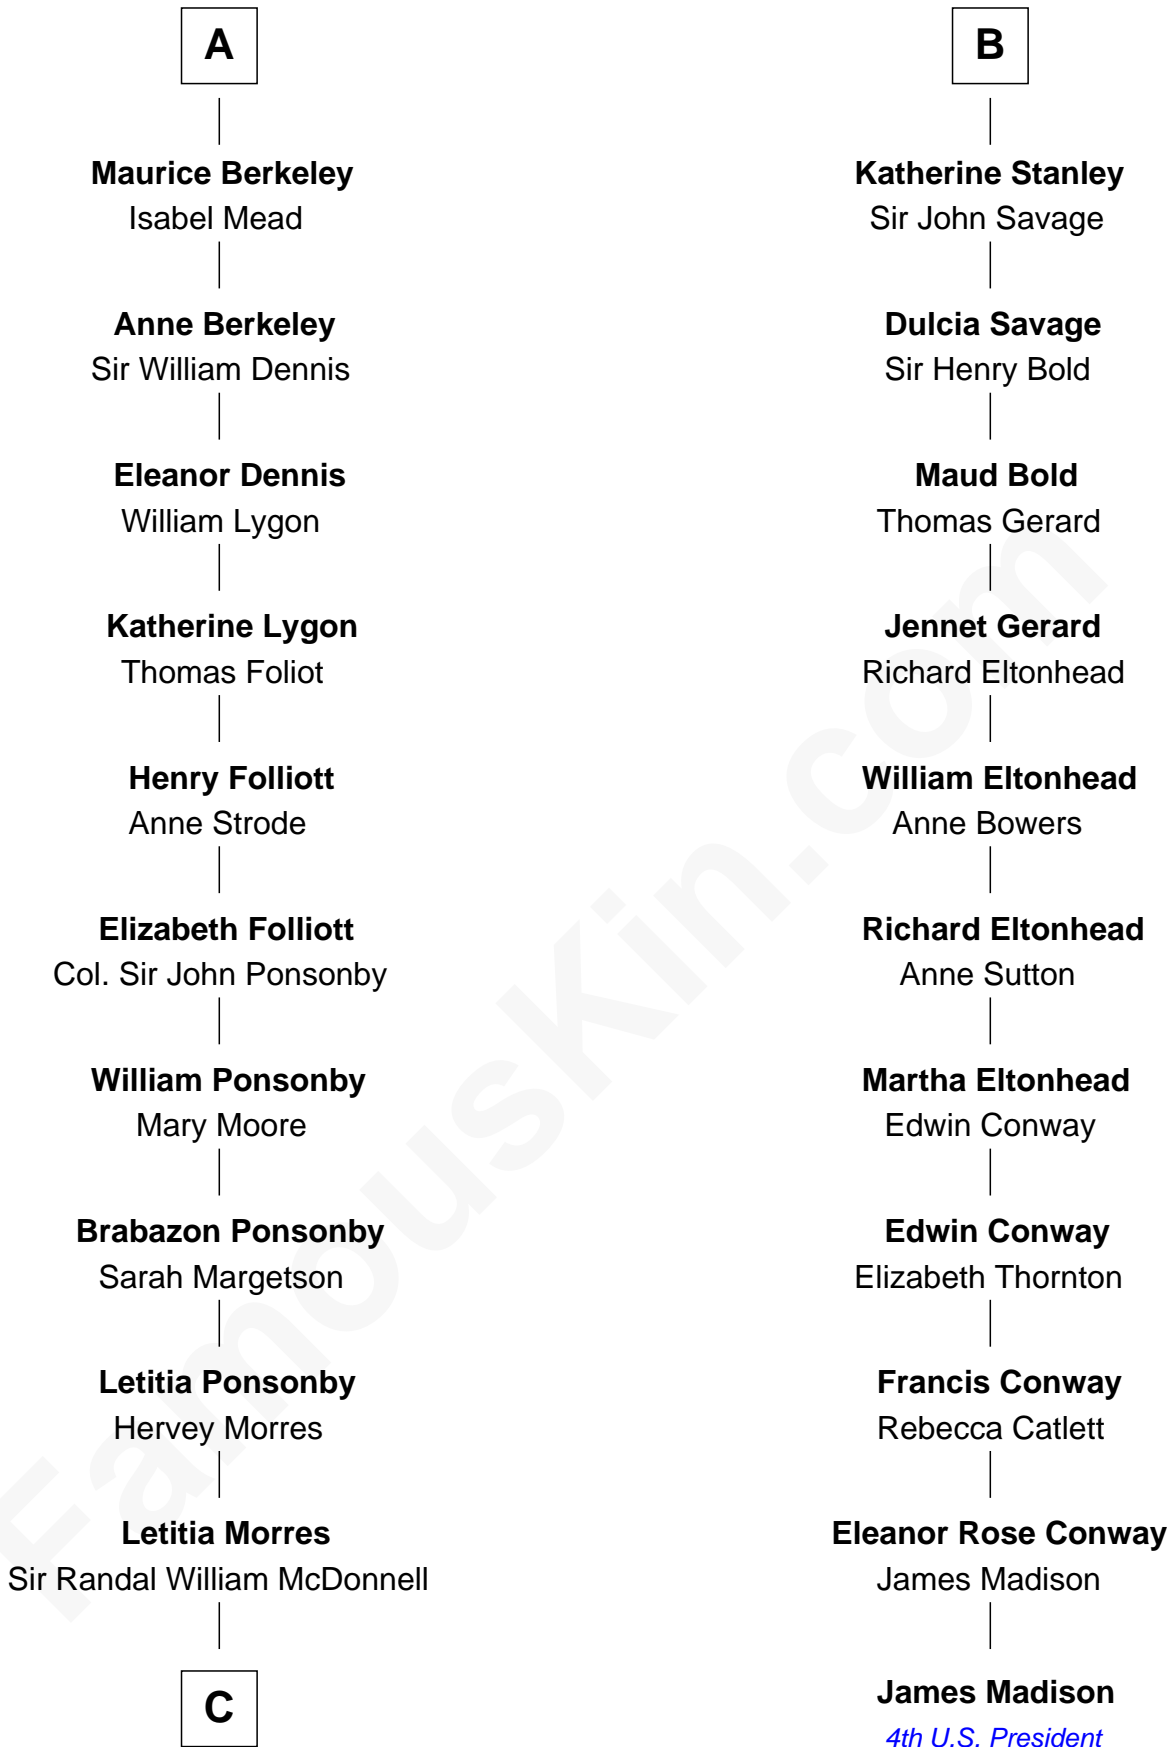 A
Maurice Berkeley
Isabel Mead
Anne Berkeley
Sir William Dennis
Eleanor Dennis
William Lygon
Katherine Lygon
Thomas Foliot
Henry Folliott
Anne Strode
Elizabeth Folliott
Col. Sir John Ponsonby
William Ponsonby
Mary Moore
Brabazon Ponsonby
Sarah Margetson
Letitia Ponsonby
Hervey Morres
Letitia Morres
Sir Randal William McDonnell
C
B
Katherine Stanley
Sir John Savage
Dulcia Savage
Sir Henry Bold
Maud Bold
Thomas Gerard
Jennet Gerard
Richard Eltonhead
William Eltonhead
Anne Bowers
Richard Eltonhead
Anne Sutton
Martha Eltonhead
Edwin Conway
Edwin Conway
Elizabeth Thornton
Francis Conway
Rebecca Catlett
Eleanor Rose Conway
James Madison
James Madison
4th U.S. President
FamousKin.com